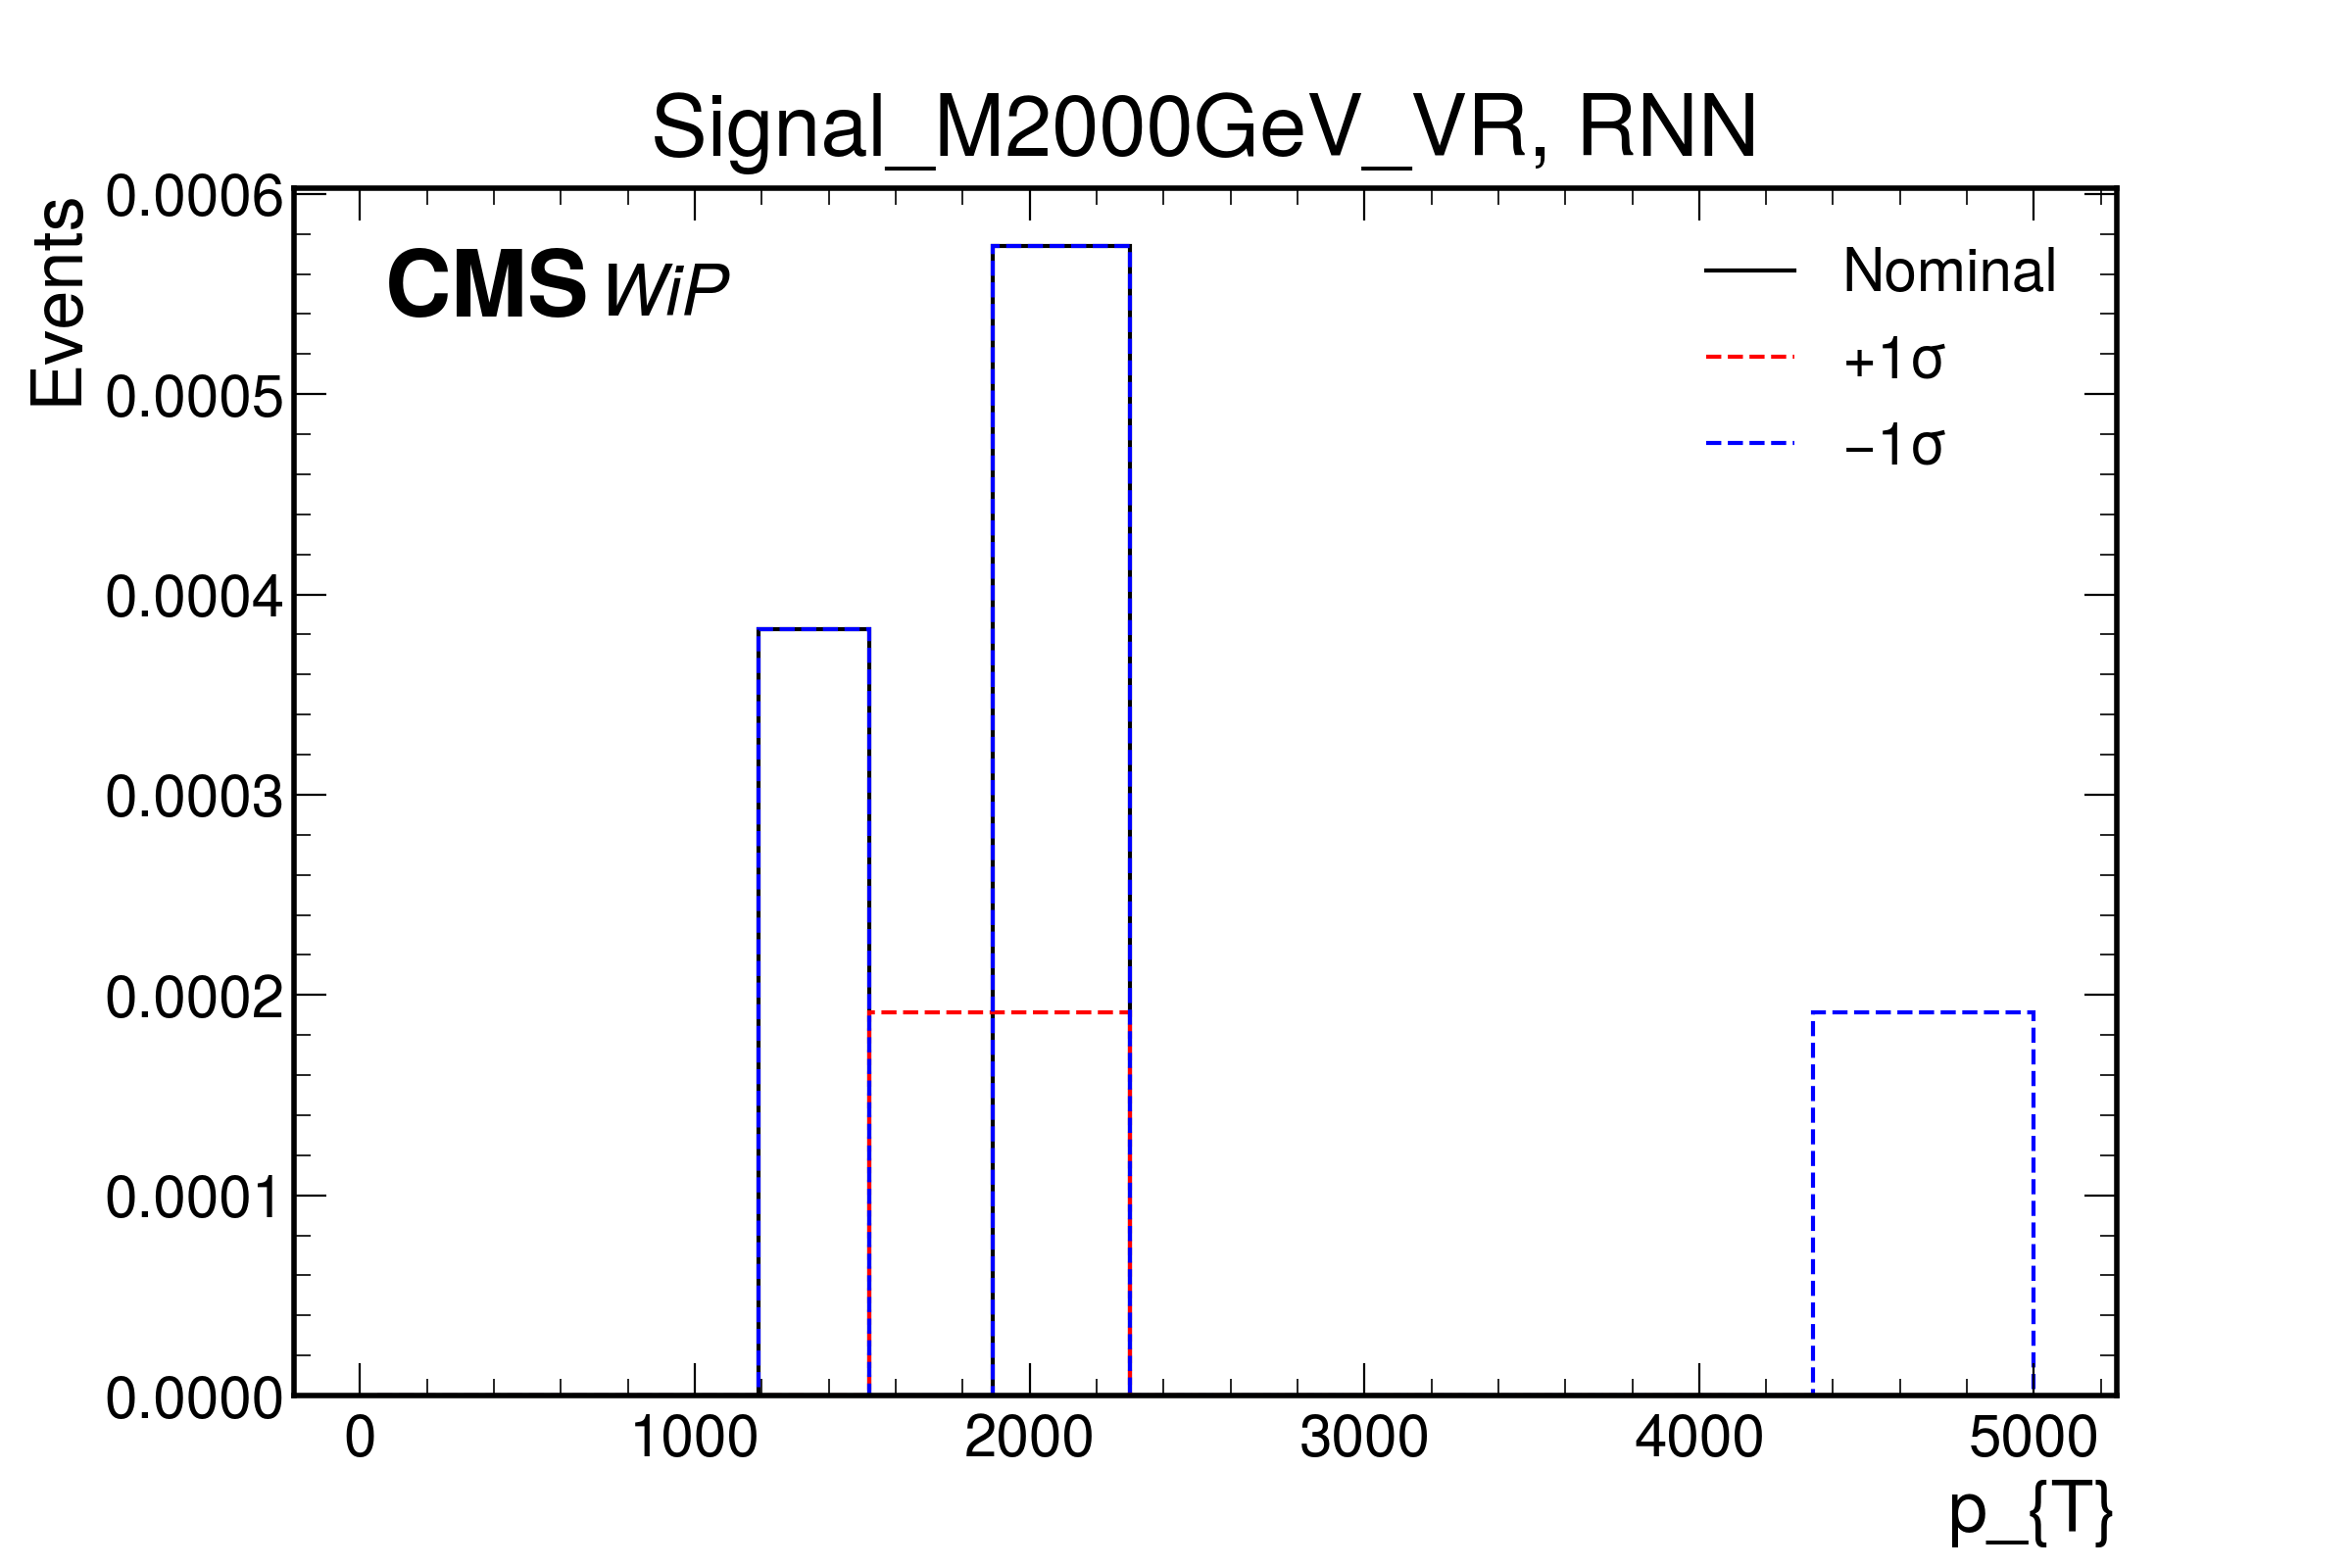 Signal_M2000GeV_VR, RNN
Events
CMS WiP
Nominal
+1σ
−1σ
0.0006
0.0005
0.0004
0.0003
0.0002
0.0001
0.0000
0 1000 2000 3000 4000 5000
p_{T}